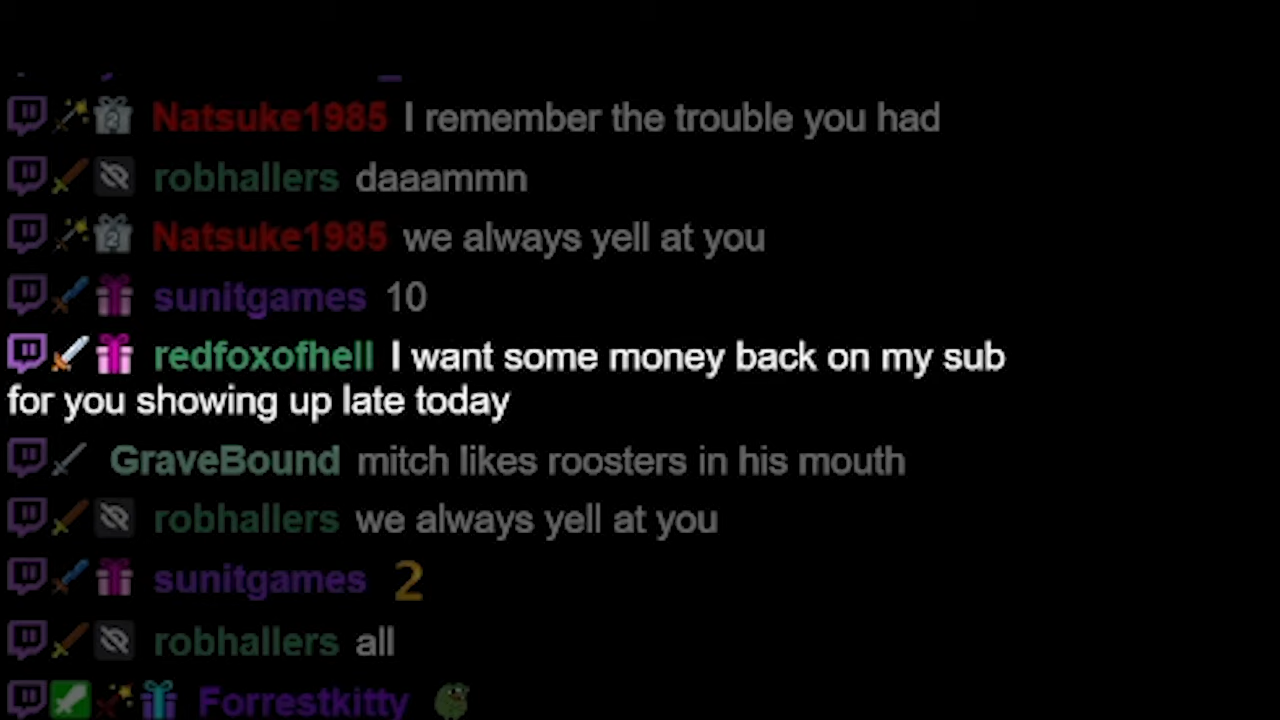 Natsuke1985 I remember the trouble you had
robhallers daaammn
Natsuke1985 we always yell at you
sunitgames 10
redfoxofhell I want some money back on my sub
for you showing up late today
GraveBound mitch likes roosters in his mouth
robhallers we always yell at you
sunitgames 2
robhallers all
Forrestkitty